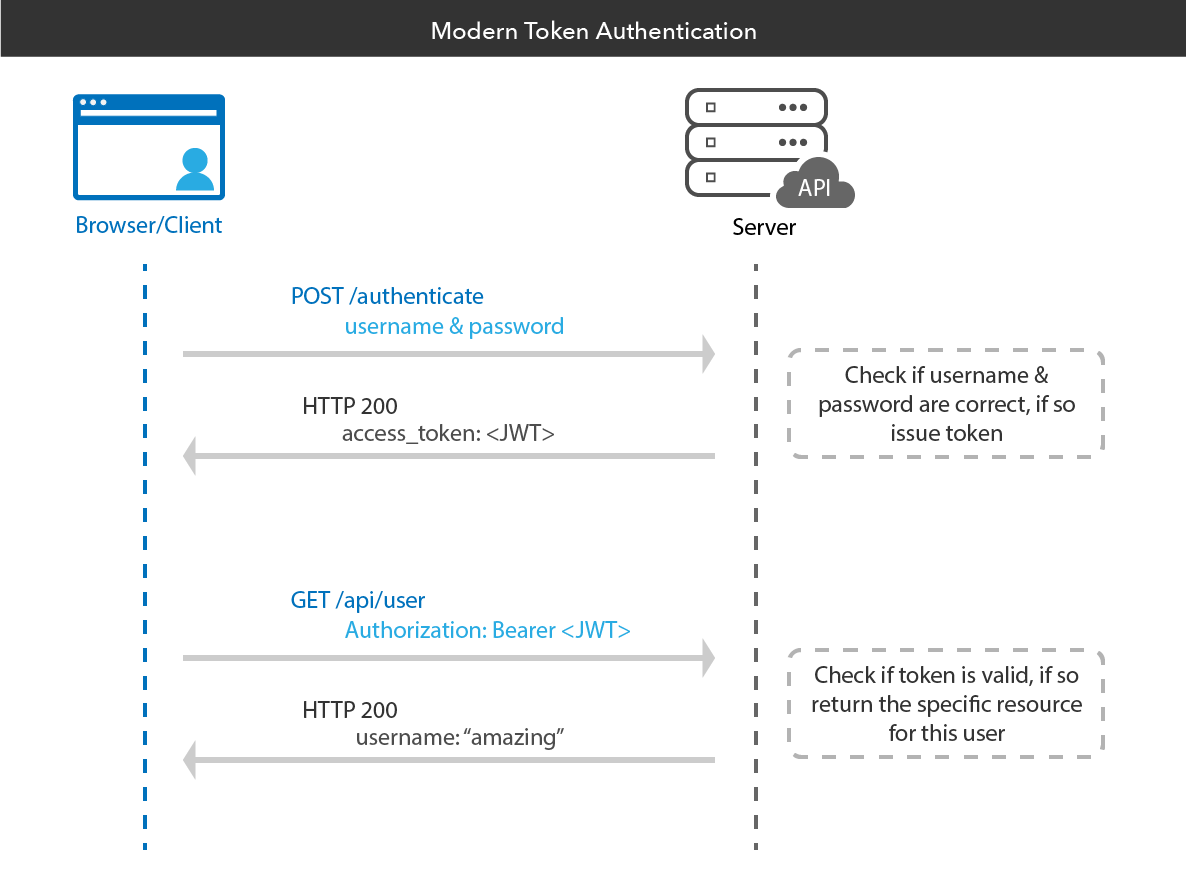 Modern Token Authentication
API
Browser/Client
Server
POST /authenticate
username & password
Check if username &
password are correct, if so
issue token
HTTP 200
access_token: <JWT>
GET /api/user
Authorization: Bearer <JWT>
Check if token is valid, if so
return the specific resource
for this user
HTTP 200
username: “amazing”